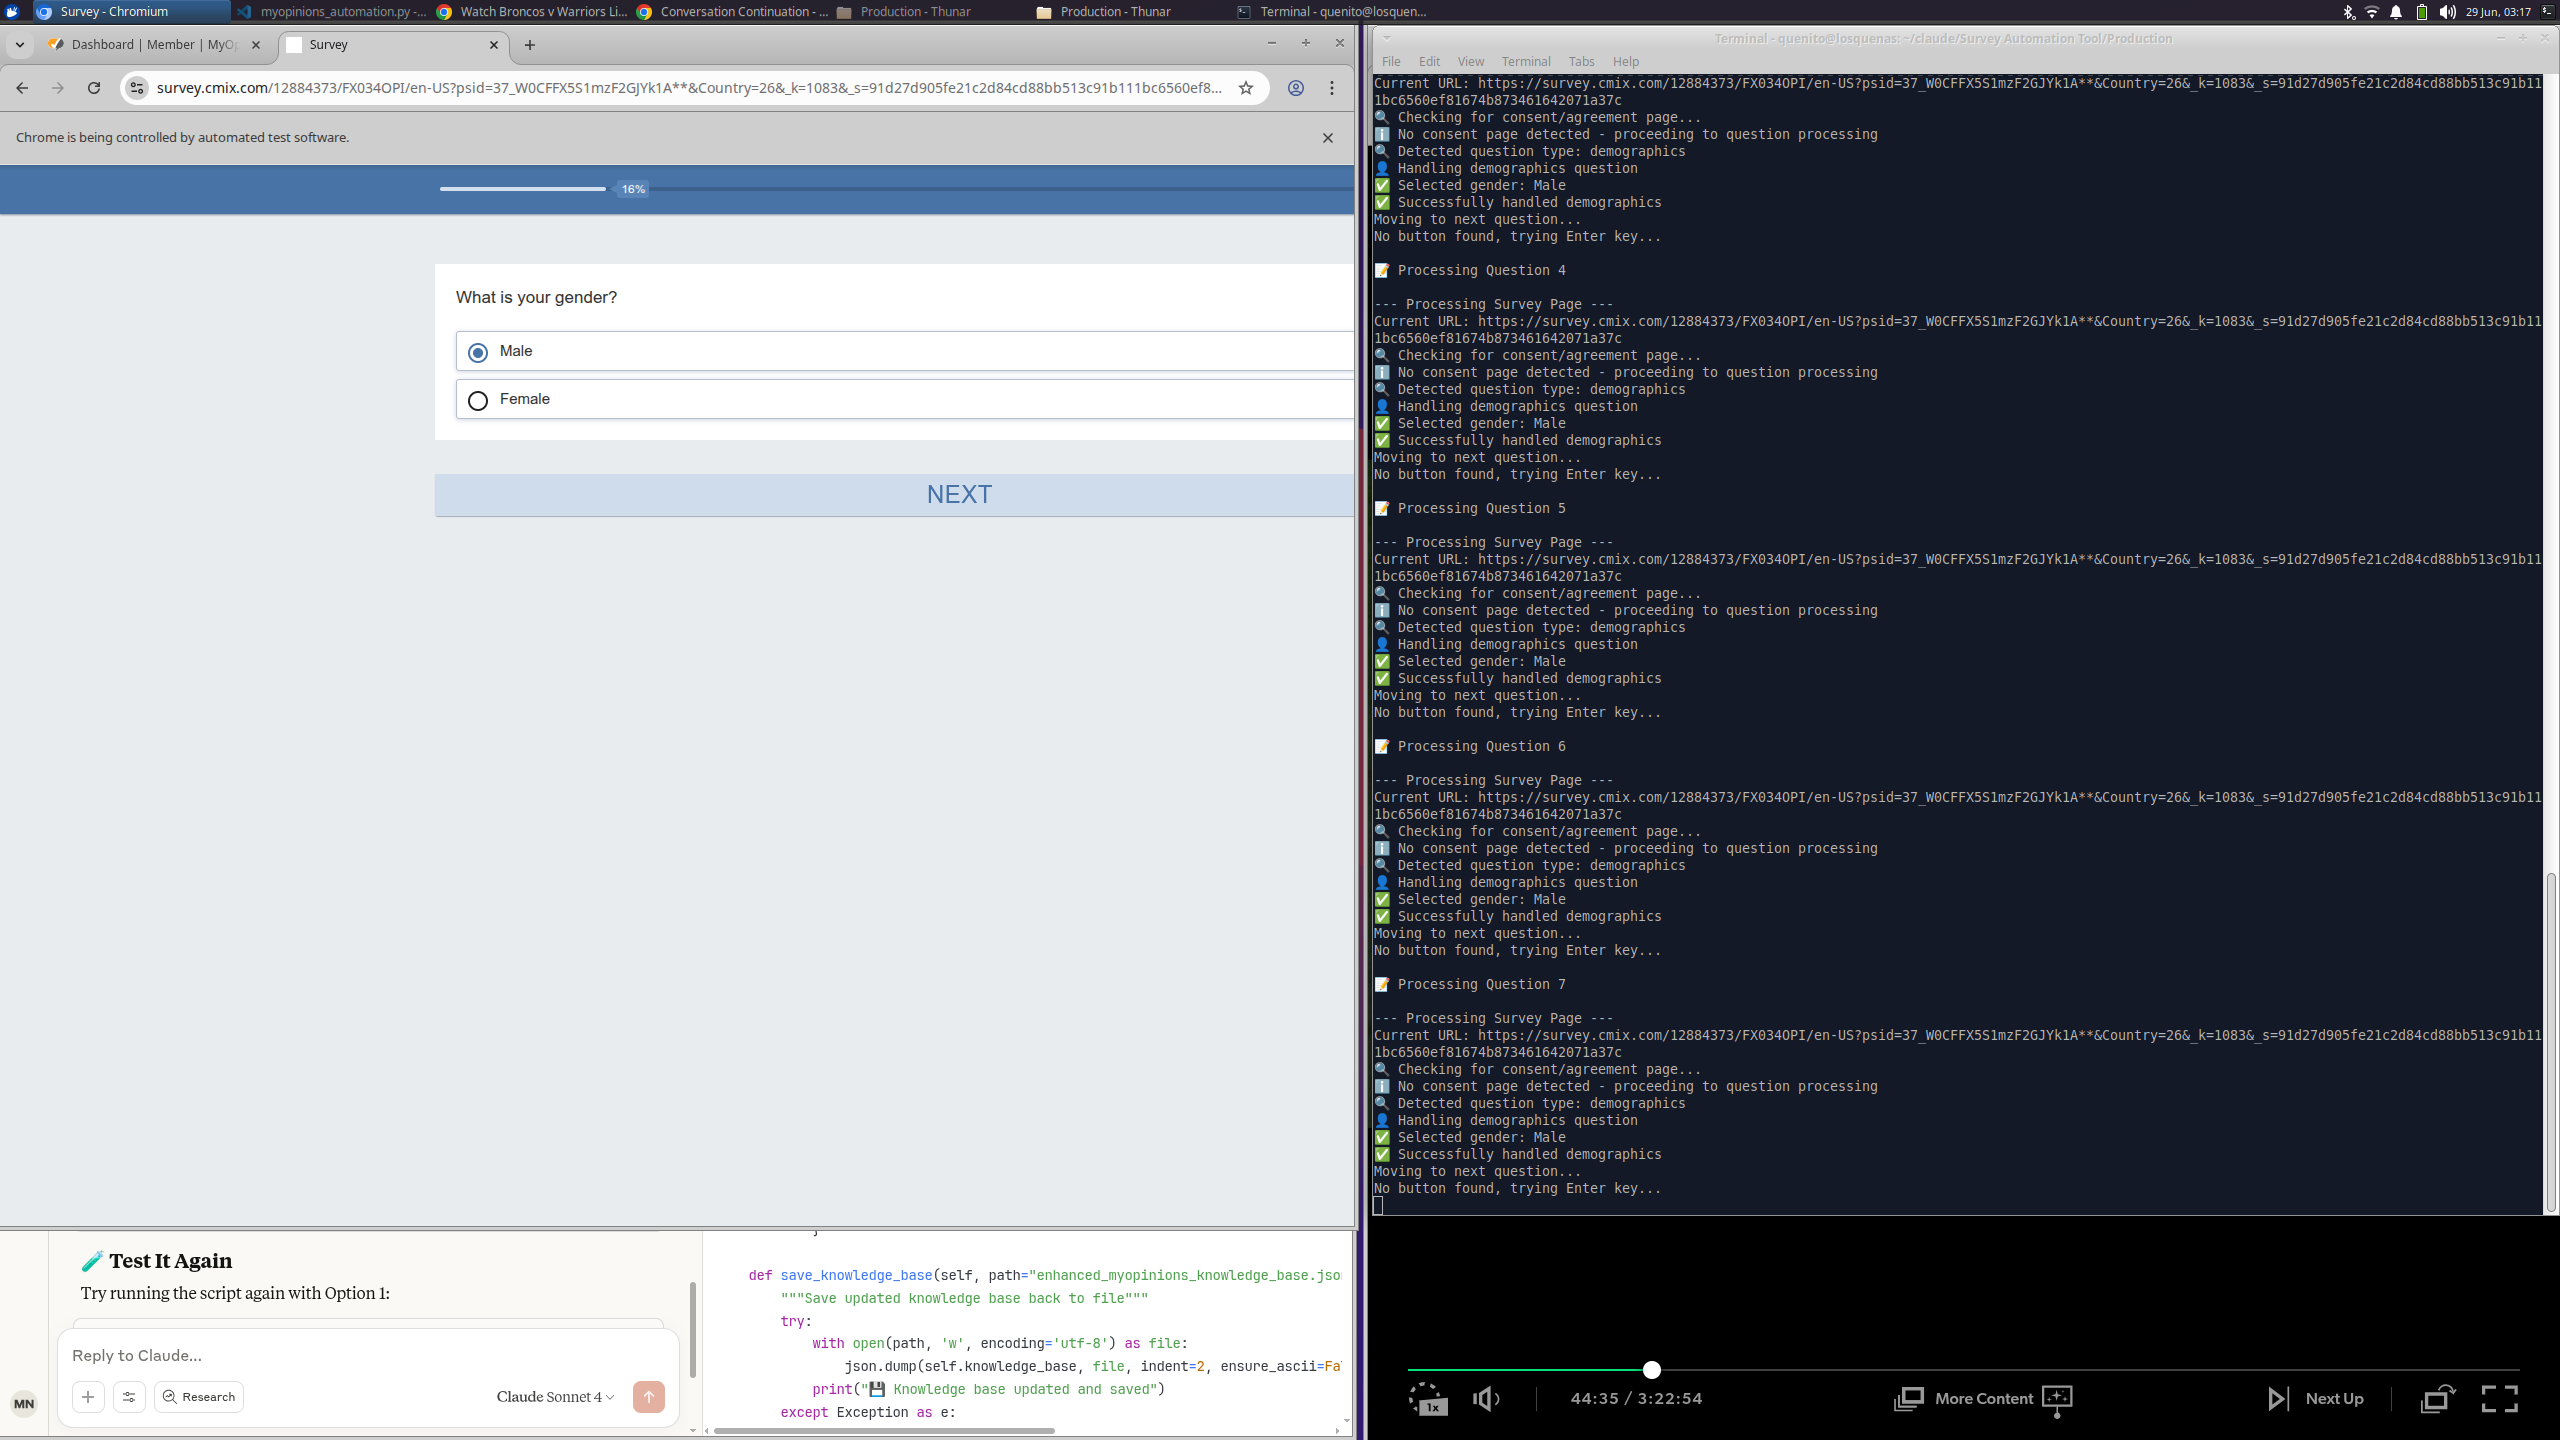 Survey - Chromium
myopinions_automation.py -...
Watch Broncos v Warriors Li...
Conversation Continuation - ...
Production - Thunar
Production - Thunar
Terminal - quenito@losquen...
29 Jun, 03:17
Dashboard | Member | MyOp
Survey
survey.cmix.com/12884373/FX034OPI/en-US?psid=37_W0CFFX5S1mzF2GJYk1A**&Country=26&_k=1083&_s=91d27d905fe21c2d84cd88bb513c91b111bc6560ef8...
Chrome is being controlled by automated test software.
16%
What is your gender?
Male
Female
NEXT
🧪 Test It Again
Try running the script again with Option 1:
Reply to Claude...
Research
Claude Sonnet 4
MN
def save_knowledge_base(self, path="enhanced_myopinions_knowledge_base.jso
"""Save updated knowledge base back to file"""
try:
with open(path, 'w', encoding='utf-8') as file:
json.dump(self.knowledge_base, file, indent=2, ensure_ascii=Fa
print("💾 Knowledge base updated and saved")
except Exception as e:
Terminal - quenito@losquenas: ~/claude/Survey Automation Tool/Production
File Edit View Terminal Tabs Help
Current URL: https://survey.cmix.com/12884373/FX034OPI/en-US?psid=37_W0CFFX5S1mzF2GJYk1A**&Country=26&_k=1083&_s=91d27d905fe21c2d84cd88bb513c91b11
1bc6560ef81674b873461642071a37c
🔍 Checking for consent/agreement page...
ℹ️ No consent page detected - proceeding to question processing
🔍 Detected question type: demographics
👤 Handling demographics question
✅ Selected gender: Male
✅ Successfully handled demographics
Moving to next question...
No button found, trying Enter key...
📝 Processing Question 4
--- Processing Survey Page ---
Current URL: https://survey.cmix.com/12884373/FX034OPI/en-US?psid=37_W0CFFX5S1mzF2GJYk1A**&Country=26&_k=1083&_s=91d27d905fe21c2d84cd88bb513c91b11
1bc6560ef81674b873461642071a37c
🔍 Checking for consent/agreement page...
ℹ️ No consent page detected - proceeding to question processing
🔍 Detected question type: demographics
👤 Handling demographics question
✅ Selected gender: Male
✅ Successfully handled demographics
Moving to next question...
No button found, trying Enter key...
📝 Processing Question 5
--- Processing Survey Page ---
Current URL: https://survey.cmix.com/12884373/FX034OPI/en-US?psid=37_W0CFFX5S1mzF2GJYk1A**&Country=26&_k=1083&_s=91d27d905fe21c2d84cd88bb513c91b11
1bc6560ef81674b873461642071a37c
🔍 Checking for consent/agreement page...
ℹ️ No consent page detected - proceeding to question processing
🔍 Detected question type: demographics
👤 Handling demographics question
✅ Selected gender: Male
✅ Successfully handled demographics
Moving to next question...
No button found, trying Enter key...
📝 Processing Question 6
--- Processing Survey Page ---
Current URL: https://survey.cmix.com/12884373/FX034OPI/en-US?psid=37_W0CFFX5S1mzF2GJYk1A**&Country=26&_k=1083&_s=91d27d905fe21c2d84cd88bb513c91b11
1bc6560ef81674b873461642071a37c
🔍 Checking for consent/agreement page...
ℹ️ No consent page detected - proceeding to question processing
🔍 Detected question type: demographics
👤 Handling demographics question
✅ Selected gender: Male
✅ Successfully handled demographics
Moving to next question...
No button found, trying Enter key...
📝 Processing Question 7
--- Processing Survey Page ---
Current URL: https://survey.cmix.com/12884373/FX034OPI/en-US?psid=37_W0CFFX5S1mzF2GJYk1A**&Country=26&_k=1083&_s=91d27d905fe21c2d84cd88bb513c91b11
1bc6560ef81674b873461642071a37c
🔍 Checking for consent/agreement page...
ℹ️ No consent page detected - proceeding to question processing
🔍 Detected question type: demographics
👤 Handling demographics question
✅ Selected gender: Male
✅ Successfully handled demographics
Moving to next question...
No button found, trying Enter key...
1x
44:35 / 3:22:54
More Content
Next Up